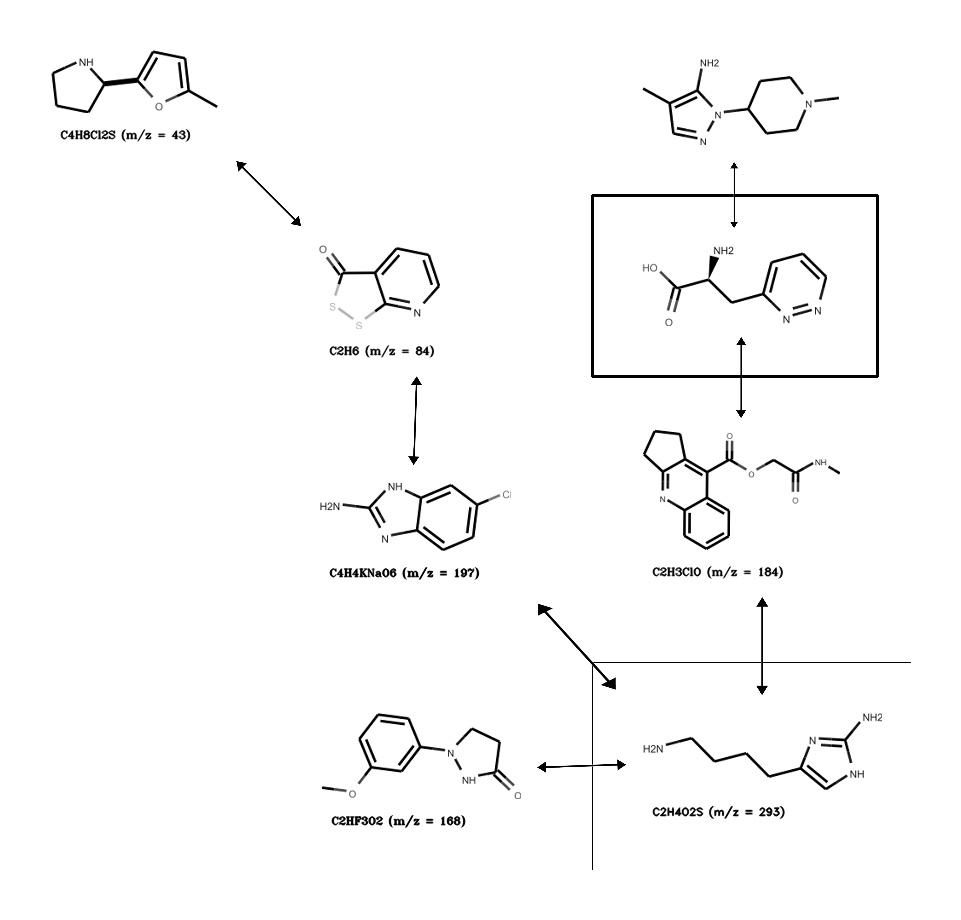 NH
O
C4H8Cl2S (m/z = 43)
NH2
N
N
N
O
S
S
N
C2H6 (m/z = 84)
NH2
HO
O
N
N
H2N
NH
N
Cl
C4H4KNaO6 (m/z = 197)
O
O
NH
O
N
C2H3ClO (m/z = 184)
N
NH
O
O
C2HF3O2 (m/z = 168)
H2N
N
NH2
NH
C2H4O2S (m/z = 293)